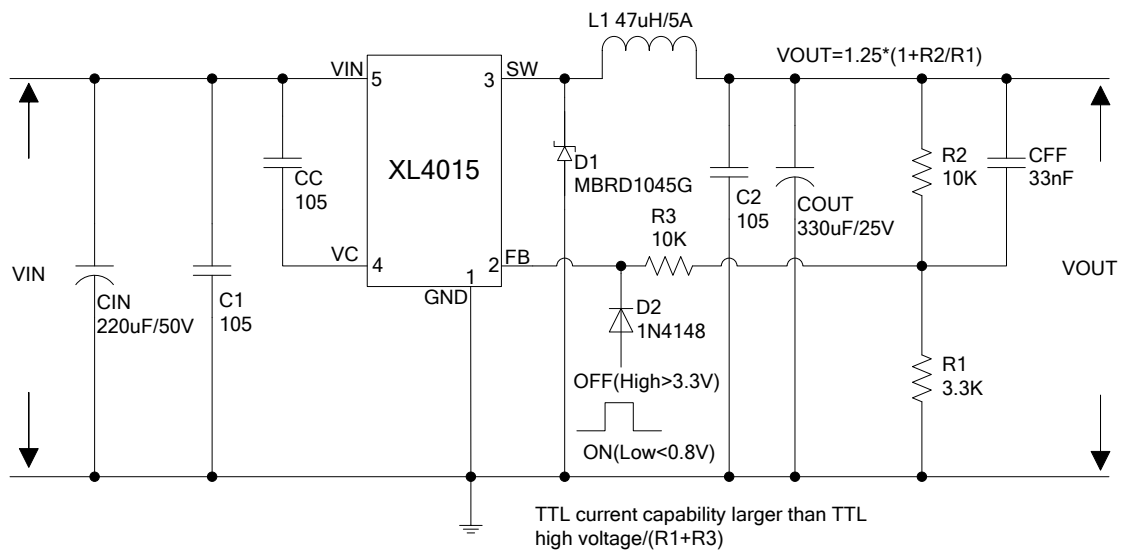 L1 47uH/5A
VOUT=1.25*(1+R2/R1)
VIN
5
3
SW
XL4015
CC
105
D1
MBRD1045G
R2
10K
CFF
33nF
C2
105
COUT
330uF/25V
R3
10K
VC
4
2
FB
1
GND
VIN
CIN
220uF/50V
C1
105
D2
1N4148
VOUT
R1
3.3K
OFF(High>3.3V)
ON(Low<0.8V)
TTL current capability larger than TTL
high voltage/(R1+R3)